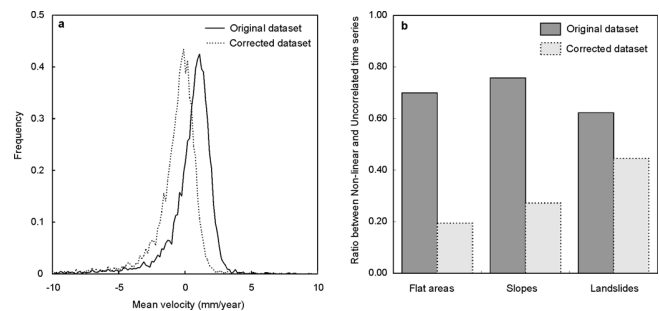 a
Original dataset
Corrected dataset
0.5
0.4
0.3
0.2
0.1
0
Frequency
-10
-5
0
5
10
Mean velocity (mm/year)
b
Original dataset
Corrected dataset
1.00
0.80
0.60
0.40
0.20
0.00
Ratio between Non-linear and Uncorrelated time series
Flat areas
Slopes
Landslides